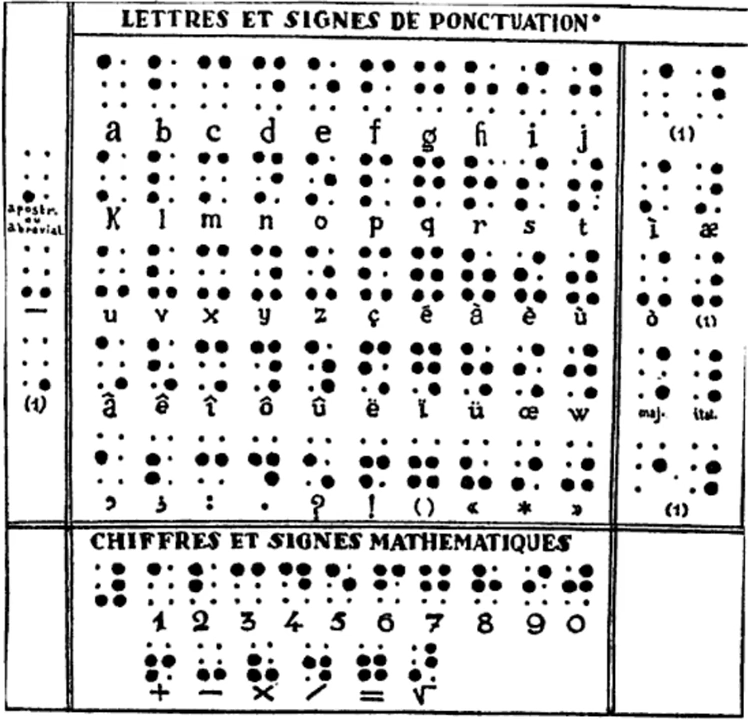 LETTRES ET SIGNES DE PONCTUATION*
a b c d e f g h i j (1)
apostr. ou abrévial. K l m n o p q r s t ì æ
— u v x y z ç é à è ù ò (1)
(1) â ê î ô û ë ï ü œ w maj. ital.
, ; : . ? ! () « * » (1)
CHIFFRES ET SIGNES MATHEMATIQUES
1 2 3 4 5 6 7 8 9 0
+ − × / = √